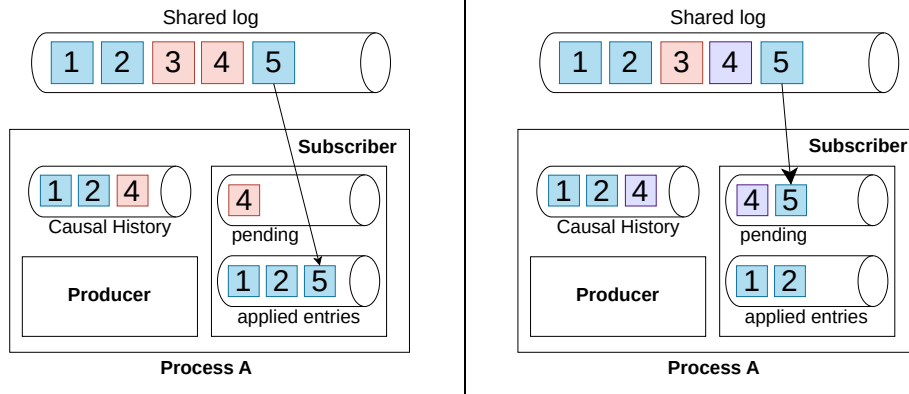 Shared log
1 2 3 4 5
Subscriber
1 2 4
Causal History
4
pending
Producer
1 2 5
applied entries
Process A
Shared log
1 2 3 4 5
Subscriber
1 2 4
Causal History
4 5
pending
Producer
1 2
applied entries
Process A